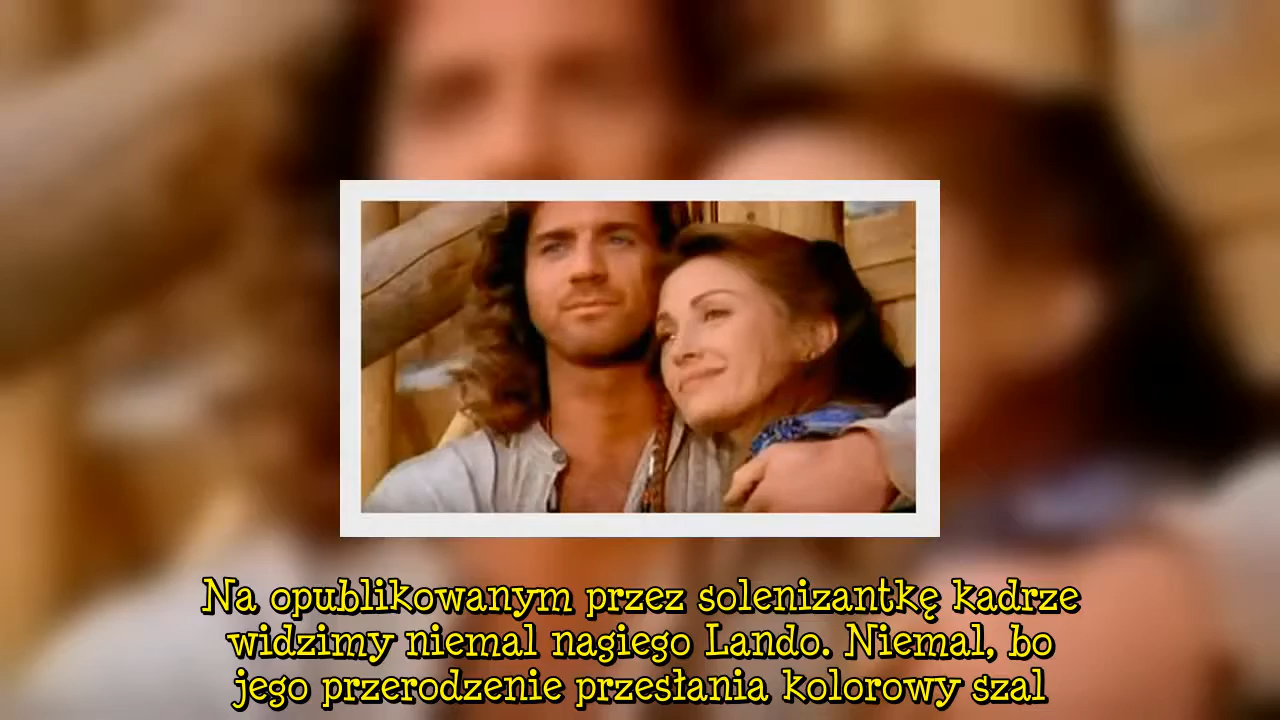 Na opublikowanym przez solenizantkę kadrze
widzimy niemal nagiego Lando. Niemal, bo
jego przerodzenie przesłania kolorowy szal